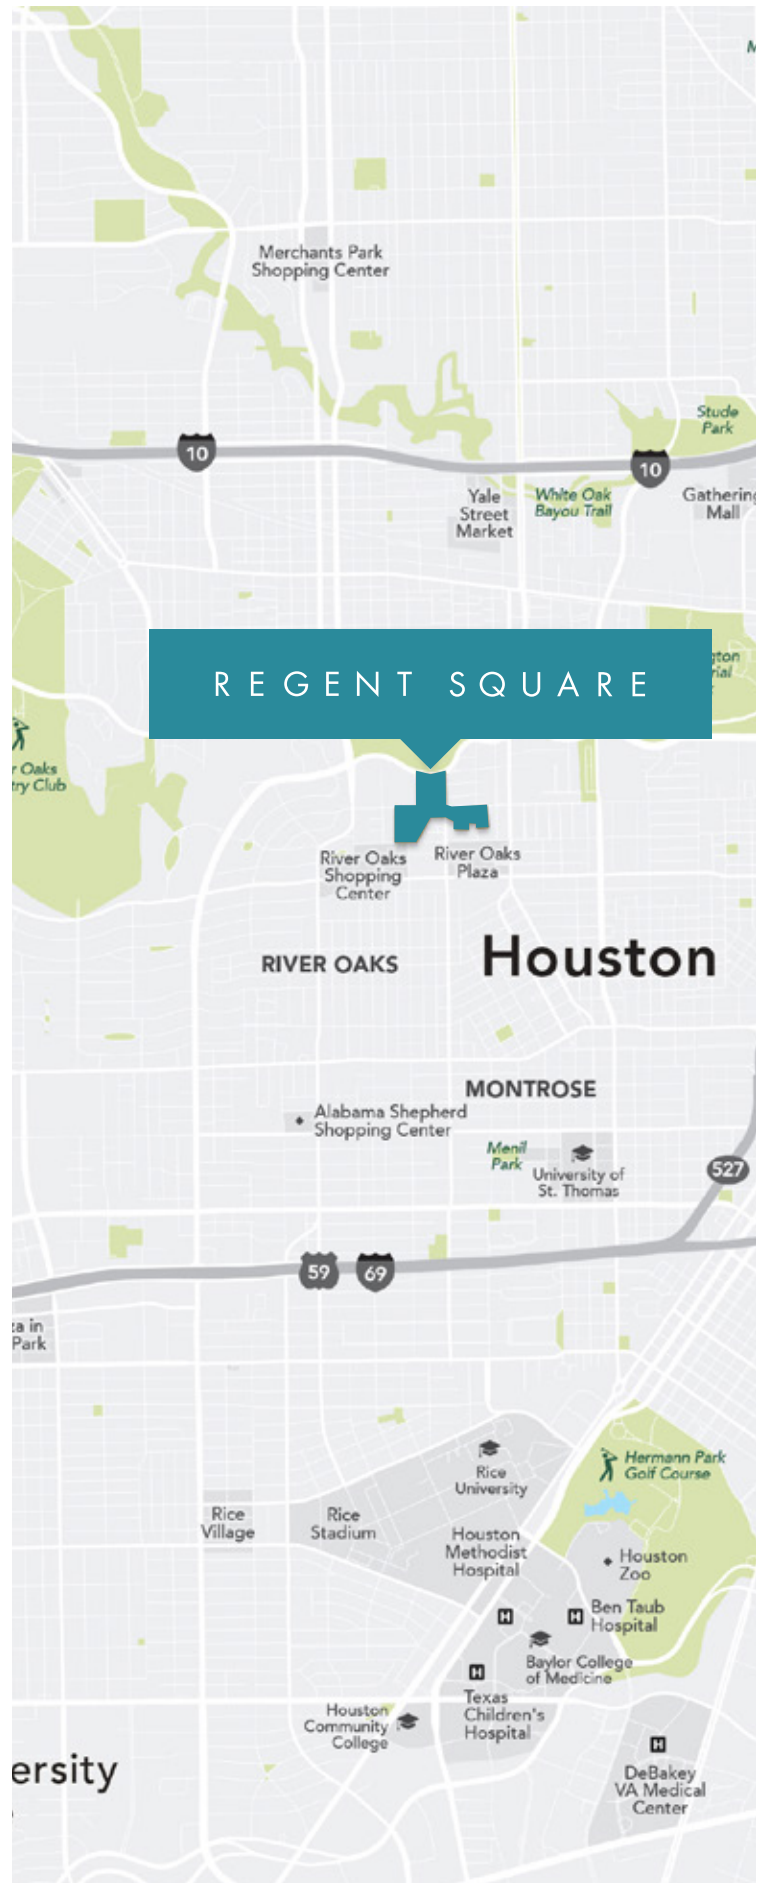 Merchants Park
Shopping Center
Stude
Park
10
10
Yale
Street
Market
White Oak
Bayou Trail
Gathering
Mall
REGENT SQUARE
Oaks
Club
River Oaks
Shopping
Center
River Oaks
Plaza
RIVER OAKS
Houston
MONTROSE
Alabama Shepherd
Shopping Center
Menil
Park
University of
St. Thomas
527
59
69
in
Park
Hermann Park
Golf Course
Rice
University
Rice
Village
Rice
Stadium
Houston
Methodist
Hospital
Houston
Zoo
H
H
Ben Taub
Hospital
Baylor College
of Medicine
H
Texas
Children's
Hospital
Houston
Community
College
H
DeBakey
VA Medical
Center
ersity